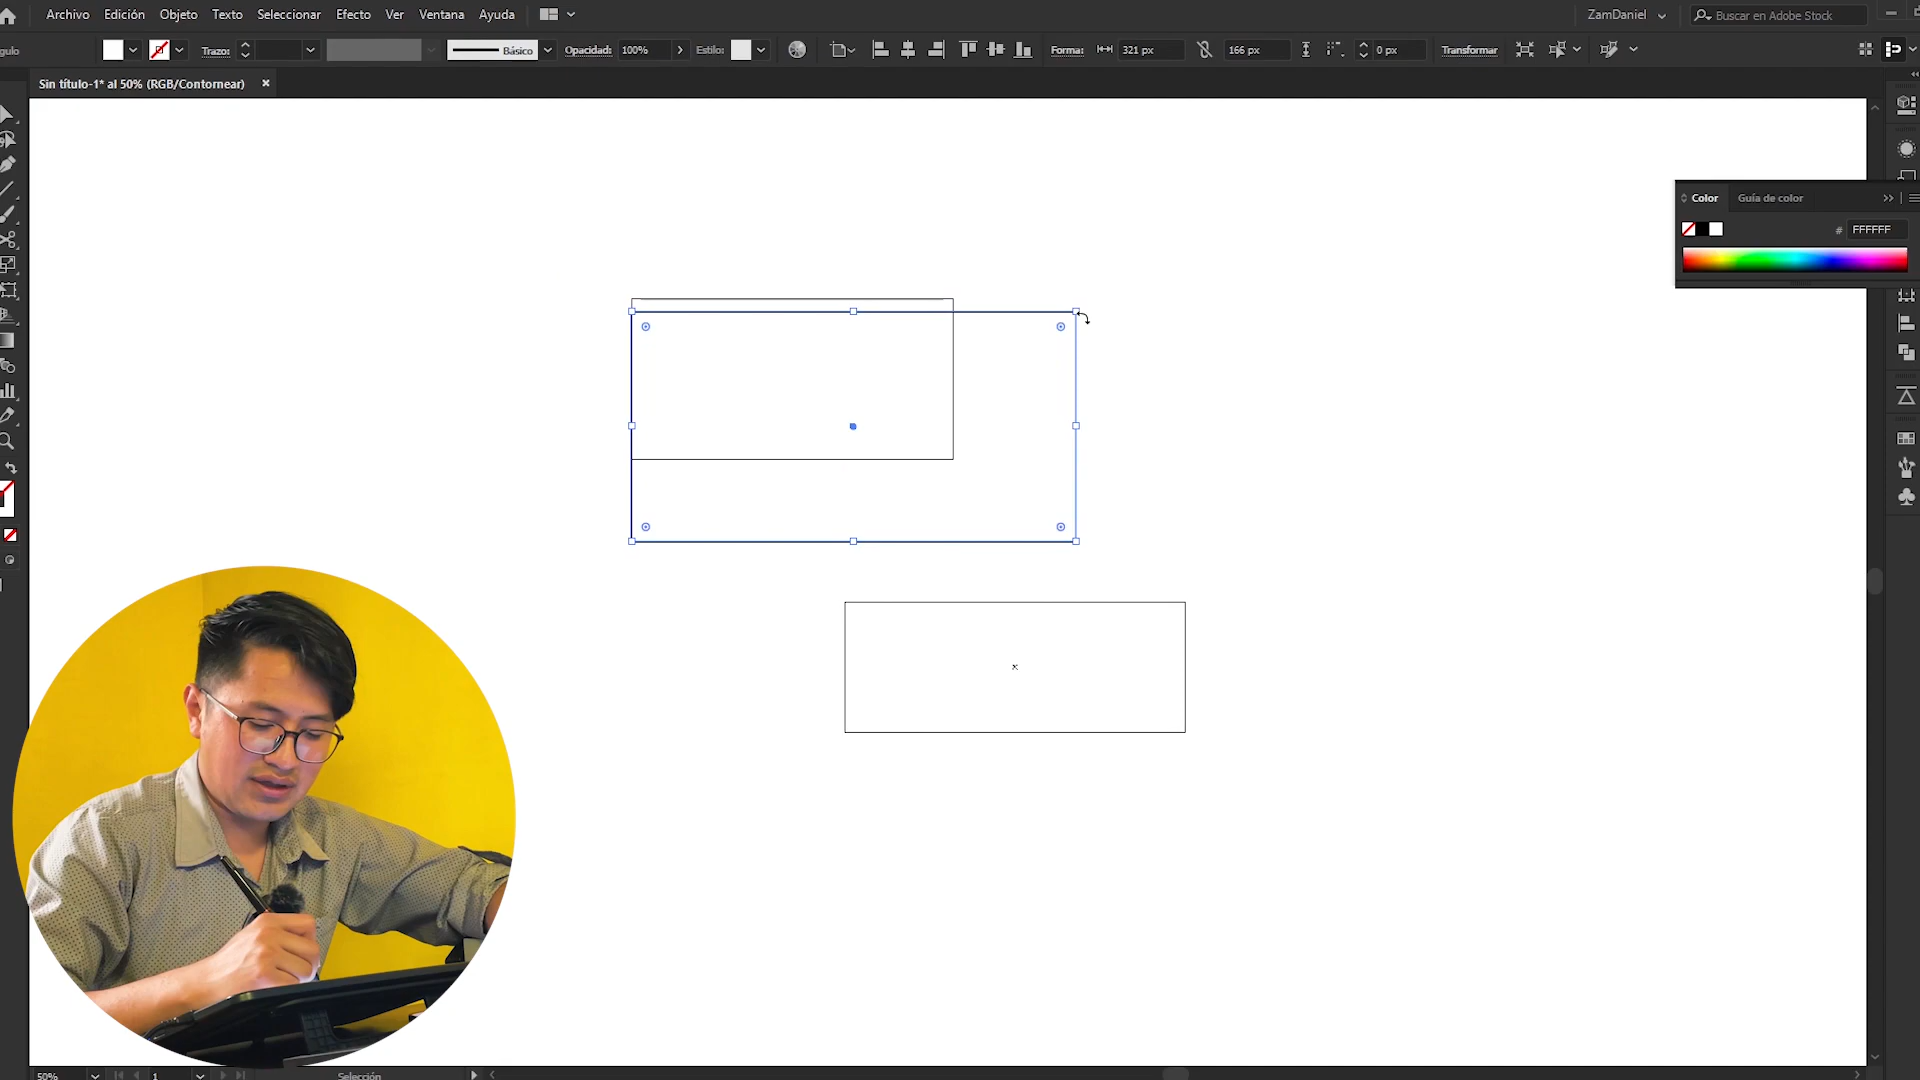 Archivo Edición Objeto Texto Seleccionar Efecto Ver Ventana Ayuda ZamDaniel Buscar en Adobe Stock
Trazo: Básico Opacidad: 100% Estilo: Forma: 321 px 166 px 0 px Transformar
Sin título-1* al 50% (RGB/Contornear)
Color Guía de color
# FFFFFF
50% 1 Selección